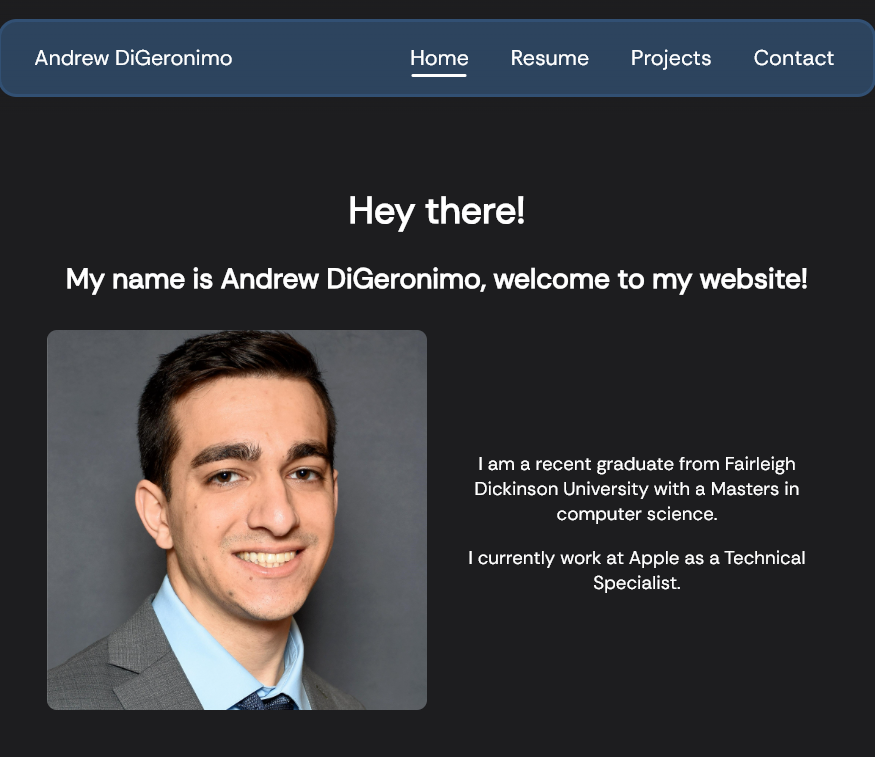 Andrew DiGeronimo Home Resume Projects Contact
Hey there!
My name is Andrew DiGeronimo, welcome to my website!
I am a recent graduate from Fairleigh
Dickinson University with a Masters in
computer science.
I currently work at Apple as a Technical
Specialist.